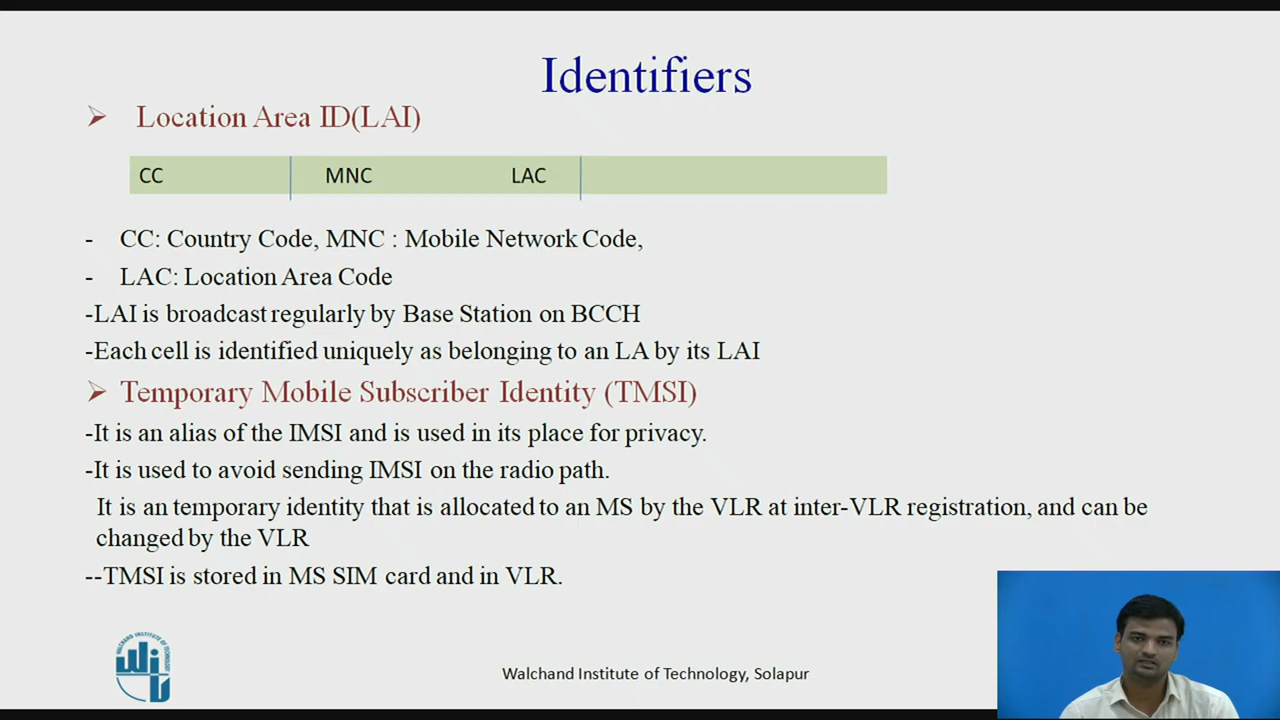 Identifiers
➢ Location Area ID(LAI)
CC MNC LAC
- CC: Country Code, MNC : Mobile Network Code,
- LAC: Location Area Code
-LAI is broadcast regularly by Base Station on BCCH
-Each cell is identified uniquely as belonging to an LA by its LAI
➢ Temporary Mobile Subscriber Identity (TMSI)
-It is an alias of the IMSI and is used in its place for privacy.
-It is used to avoid sending IMSI on the radio path.
It is an temporary identity that is allocated to an MS by the VLR at inter-VLR registration, and can be
changed by the VLR
--TMSI is stored in MS SIM card and in VLR.
WALCHAND INSTITUTE OF TECHNOLOGY
Walchand Institute of Technology, Solapur